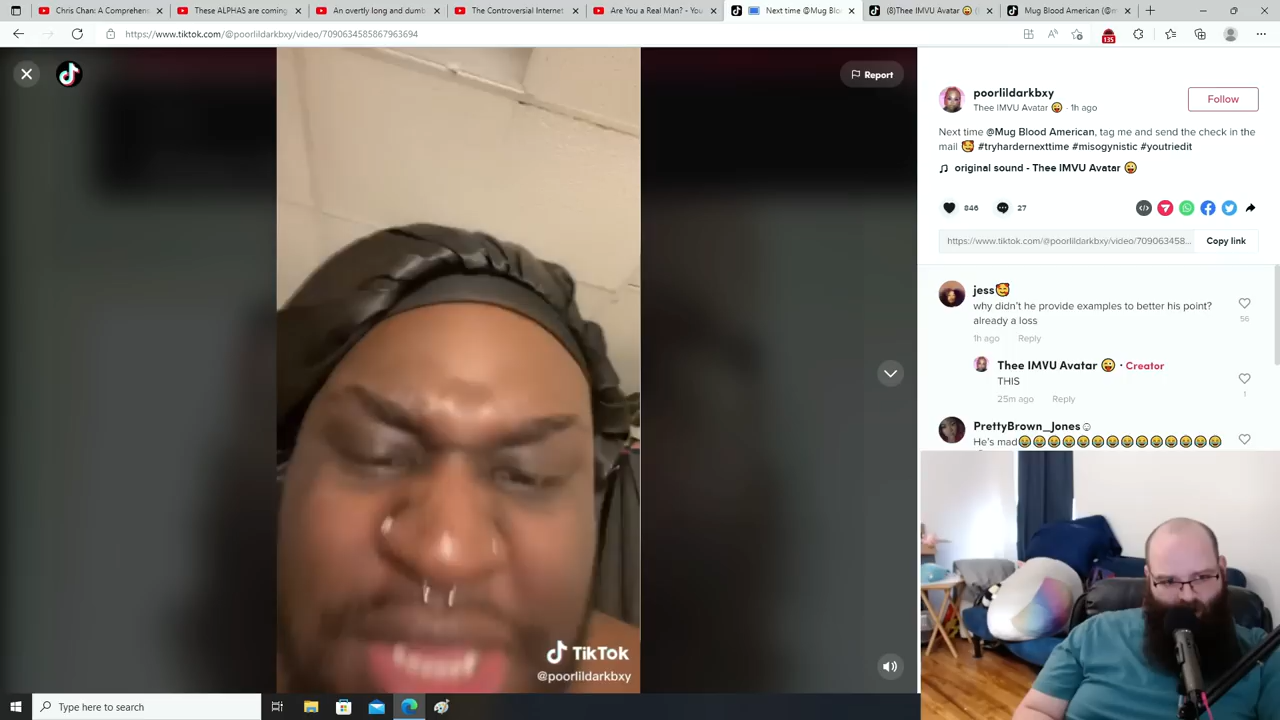 Chris Chan: A Comprehens
These ALPHAS are coming
An overtly long and dumb
The Controversial Internet
Are You a Real Man? - You
Next time @Mug Blo
(8)Thee IMVU Avatar 😜 (
Mug Blood American (@m
https://www.tiktok.com/@poorlildarkbxy/video/7090634585867963694
135
Report
poorlildarkbxy
Thee IMVU Avatar 😜 · 1h ago
Follow
Next time @Mug Blood American, tag me and send the check in the
mail 🥰 #tryhardernexttime #misogynistic #youtriedit
original sound - Thee IMVU Avatar 😜
846
27
https://www.tiktok.com/@poorlildarkbxy/video/709063458...
Copy link
jess🥰
why didn't he provide examples to better his point?
already a loss
56
1h ago Reply
Thee IMVU Avatar 😜 · Creator
THIS
1
25m ago Reply
PrettyBrown_Jones☺
He's mad😂😂😂😂😂😂😂😂😂😂😂😂😂😂
TikTok
@poorlildarkbxy
Type here to search